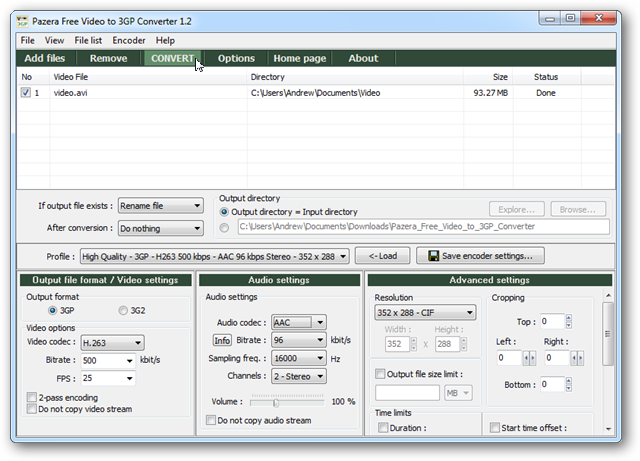 3GP Pazera Free Video to 3GP Converter 1.2
File View File list Encoder Help
Add files Remove CONVERT Options Home page About
No Video File Directory Size Status
1 video.avi C:\Users\Andrew\Documents\Video 93.27 MB Done
If output file exists : Rename file
After conversion : Do nothing
Output directory
Output directory = Input directory Explore... Browse...
C:\Users\Andrew\Documents\Downloads\Pazera_Free_Video_to_3GP_Converter
Profile : High Quality - 3GP - H263 500 kbps - AAC 96 kbps Stereo - 352 x 288 <- Load Save encoder settings...
Output file format / Video settings
Output format
3GP 3G2
Video options
Video codec : H.263
Bitrate : 500 kbit/s
FPS : 25
2-pass encoding
Do not copy video stream
Audio settings
Audio settings
Audio codec : AAC
Info Bitrate : 96 kbit/s
Sampling freq. : 16000 Hz
Channels : 2 - Stereo
Volume : 100 %
Do not copy audio stream
Advanced settings
Resolution
352 x 288 - CIF
Width : Height :
352 x 288
Output file size limit :
MB
Time limits
Duration :
Cropping
Top : 0
Left : Right :
0 0
Bottom : 0
Start time offset :